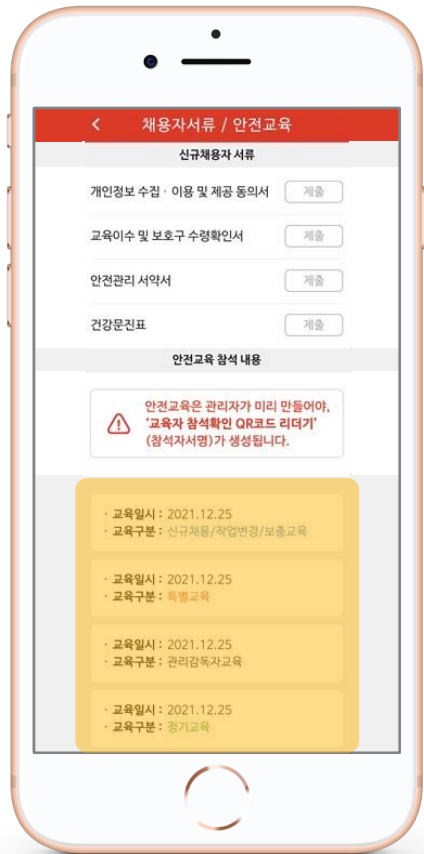 채용자서류 / 안전교육
신규채용자 서류
개인정보 수집 · 이용 및 제공 동의서 제출
교육이수 및 보호구 수령확인서 제출
안전관리 서약서 제출
건강문진표 제출
안전교육 참석 내용
안전교육은 관리자가 미리 만들어야,
'교육자 참석확인 QR코드 리더기'
(참석자서명)가 생성됩니다.
· 교육일시 : 2021.12.25
· 교육구분 : 신규채용/작업변경/보충교육
· 교육일시 : 2021.12.25
· 교육구분 : 특별교육
· 교육일시 : 2021.12.25
· 교육구분 : 관리감독자교육
· 교육일시 : 2021.12.25
· 교육구분 : 정기교육